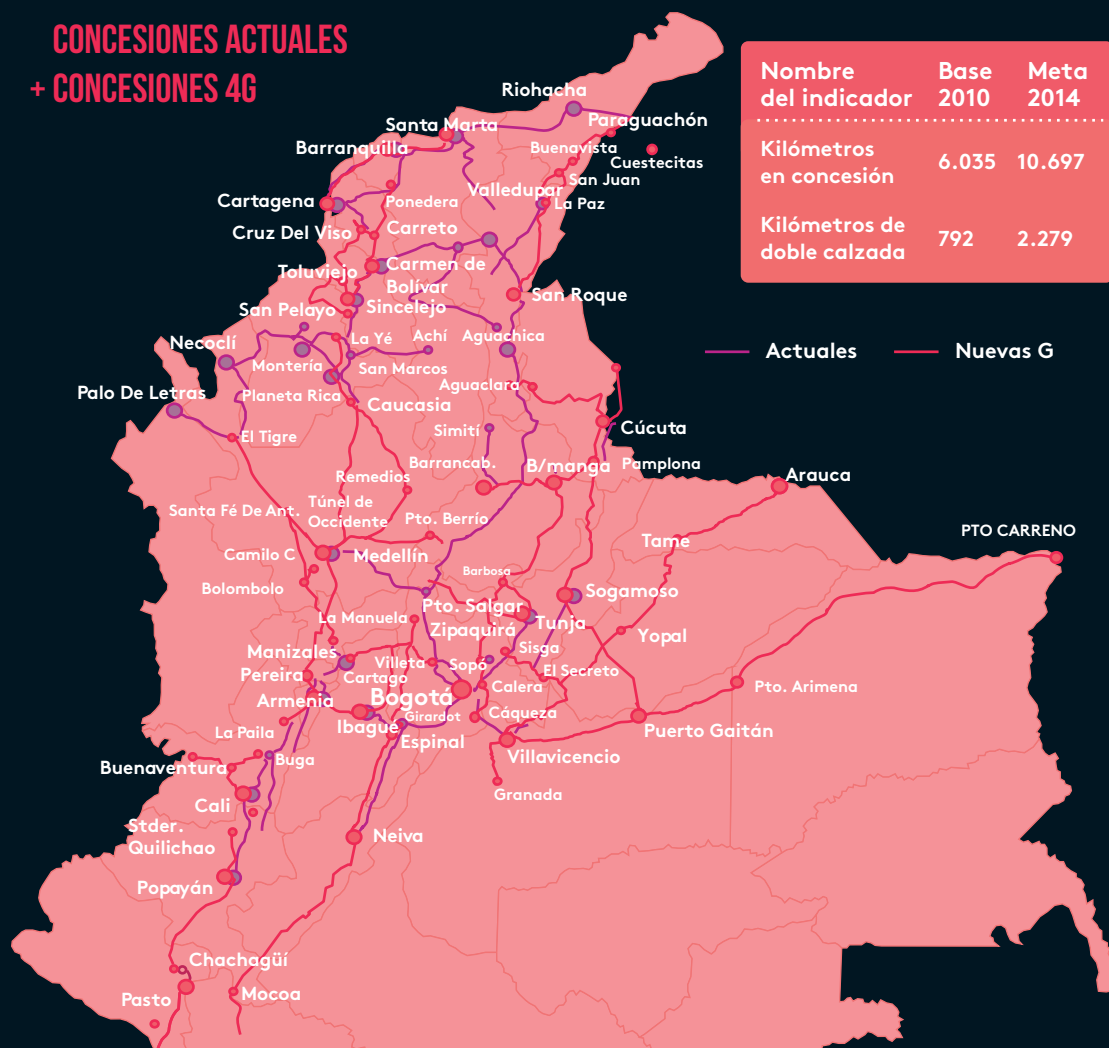 CONCESIONES ACTUALES
+ CONCESIONES 4G
Nombre
del indicador
Base
2010
Meta
2014
Kilómetros
en concesión
6.035
10.697
Kilómetros de
doble calzada
792
2.279
Actuales
Nuevas G
Riohacha
Paraguachón
Santa Marta
Barranquilla
Buenavista
Cuestecitas
San Juan
Valledupar
La Paz
Cartagena
Ponedera
Cruz Del Viso
Carreto
Toluviejo
Carmen de
Bolívar
San Roque
San Pelayo
Sincelejo
Necoclí
La Yé
Achí
Aguachica
Montería
San Marcos
Palo De Letras
Planeta Rica
Aguaclara
Caucasia
El Tigre
Simití
Cúcuta
Barrancab.
B/manga
Pamplona
Arauca
Remedios
Santa Fé De Ant.
Túnel de
Occidente
Pto. Berrío
PTO CARRENO
Tame
Camilo C
Medellín
Bolombolo
Barbosa
Sogamoso
Pto. Salgar
La Manuela
Zipaquirá
Tunja
Yopal
Manizales
Villeta
Sopó
Sisga
Pereira
Cartago
El Secreto
Armenia
Bogotá
Calera
Pto. Arimena
Girardot
Cáqueza
La Paila
Ibagué
Espinal
Puerto Gaitán
Buga
Villavicencio
Buenaventura
Granada
Cali
Stder.
Quilichao
Neiva
Popayán
Chachagüí
Pasto
Mocoa